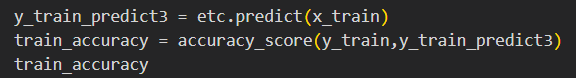 y_train_predict3 = etc.predict(x_train)
train_accuracy = accuracy_score(y_train,y_train_predict3)
train_accuracy